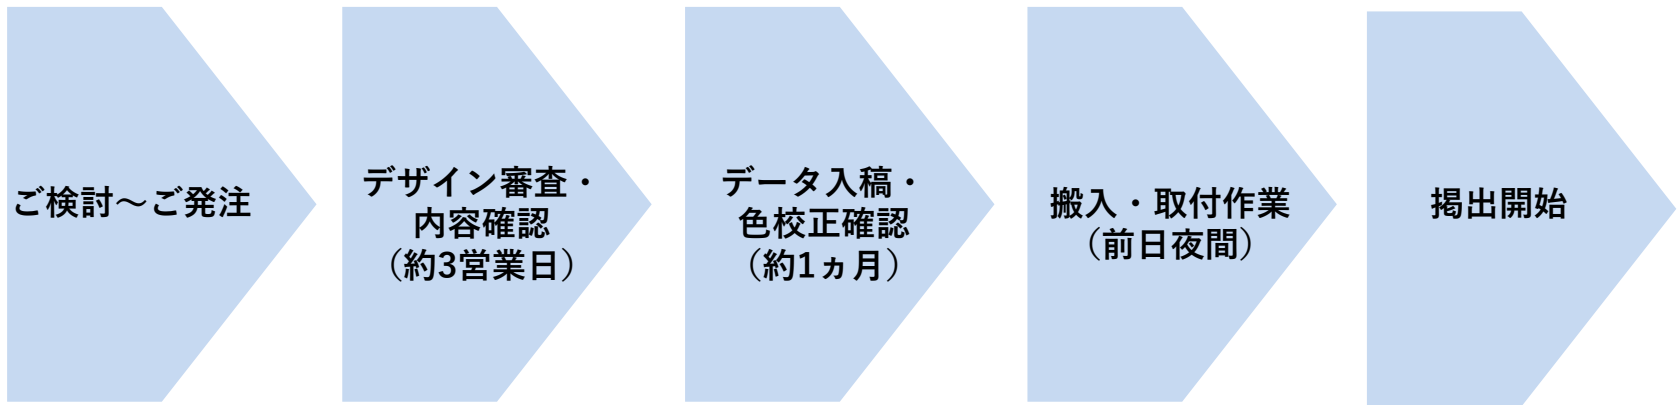 ご検討～ご発注
デザイン審査・
内容確認
（約3営業日）
データ入稿・
色校正確認
（約1ヵ月）
搬入・取付作業
（前日夜間）
掲出開始